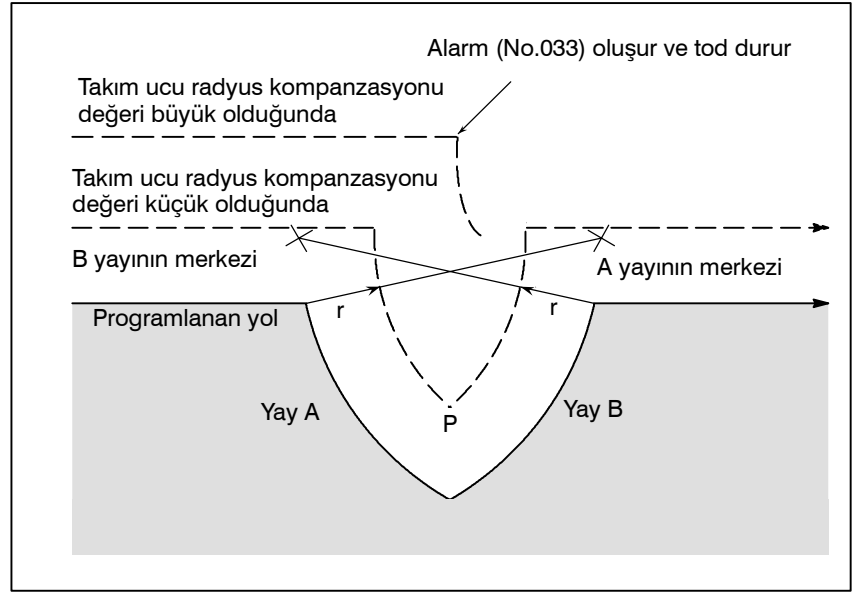 Alarm (No.033) oluşur ve tod durur
Takım ucu radyus kompanzasyonu
değeri büyük olduğunda
Takım ucu radyus kompanzasyonu
değeri küçük olduğunda
B yayının merkezi
A yayının merkezi
Programlanan yol
r
r
Yay A
P
Yay B